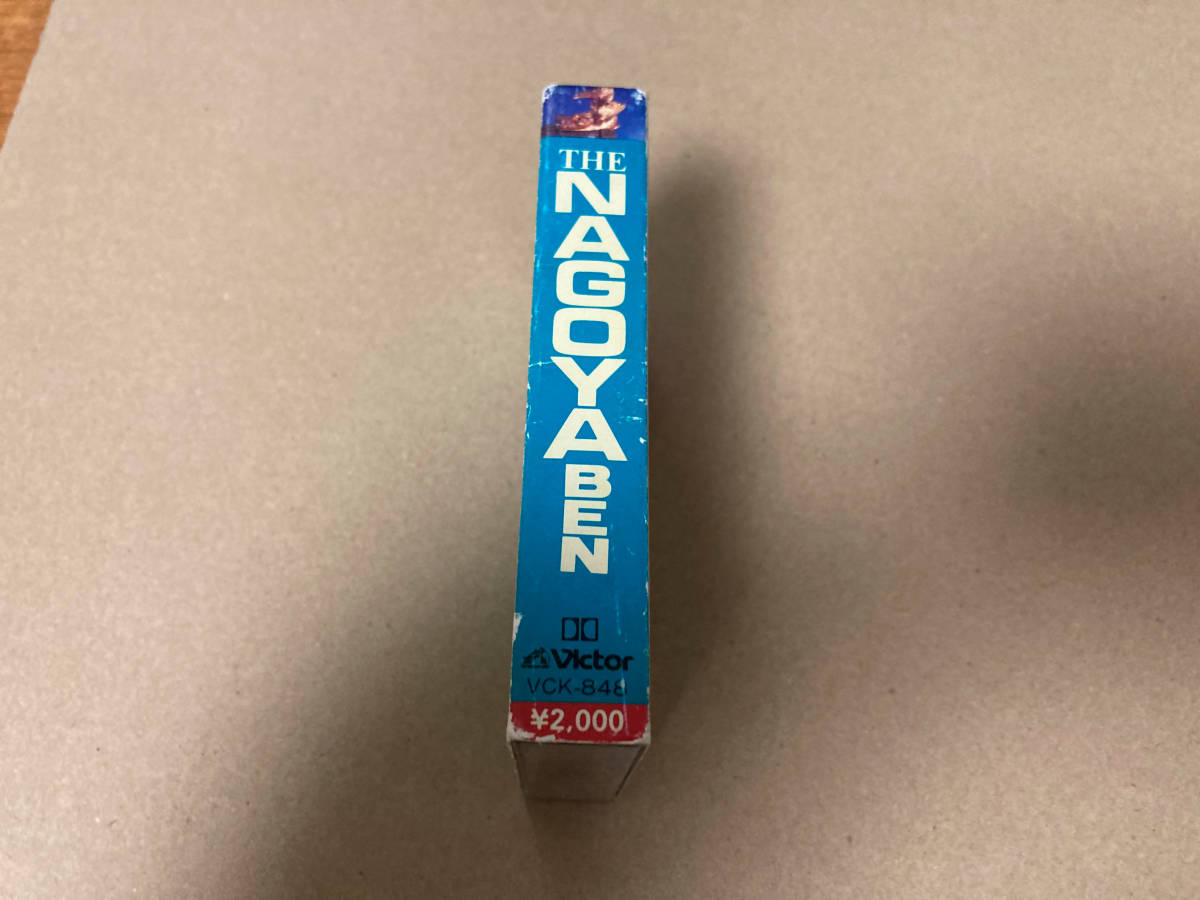 THE
NAGOYA
BEN
Victor
VCK-848
¥2,000